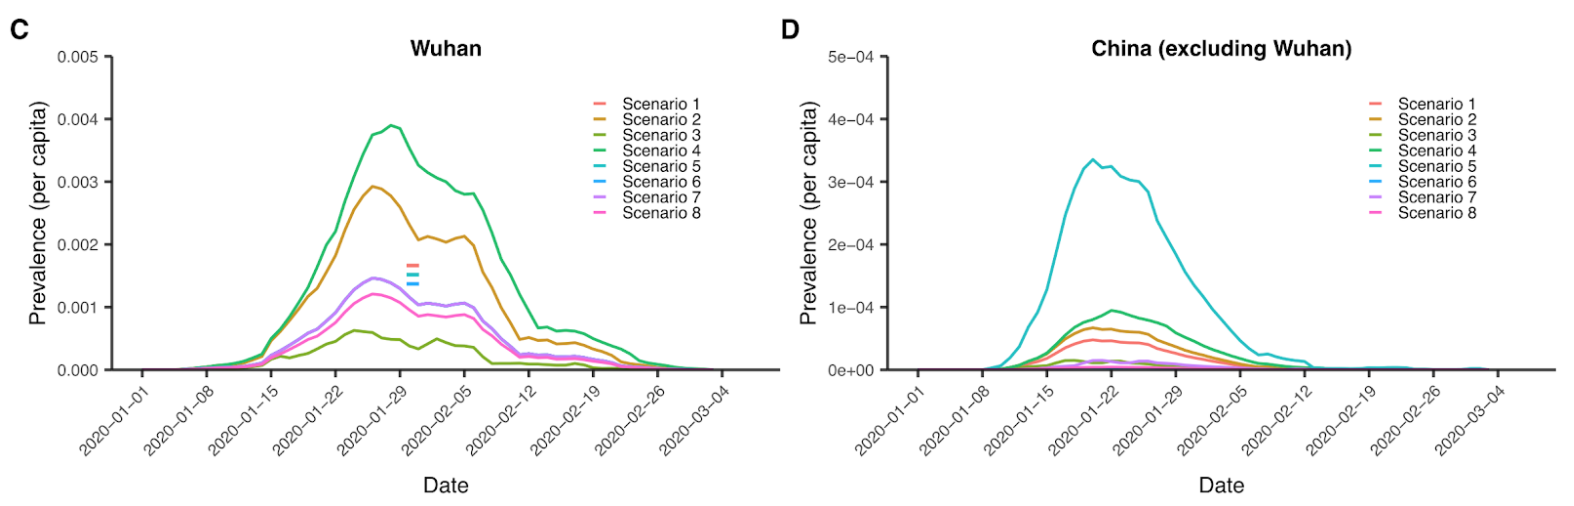 C
Wuhan
Prevalence (per capita)
0.005
0.004
0.003
0.002
0.001
0.000
Scenario 1
Scenario 2
Scenario 3
Scenario 4
Scenario 5
Scenario 6
Scenario 7
Scenario 8
2020−01−01
2020−01−08
2020−01−15
2020−01−22
2020−01−29
2020−02−05
2020−02−12
2020−02−19
2020−02−26
2020−03−04
Date
D
China (excluding Wuhan)
Prevalence (per capita)
5e−04
4e−04
3e−04
2e−04
1e−04
0e+00
Scenario 1
Scenario 2
Scenario 3
Scenario 4
Scenario 5
Scenario 6
Scenario 7
Scenario 8
2020−01−01
2020−01−08
2020−01−15
2020−01−22
2020−01−29
2020−02−05
2020−02−12
2020−02−19
2020−02−26
2020−03−04
Date